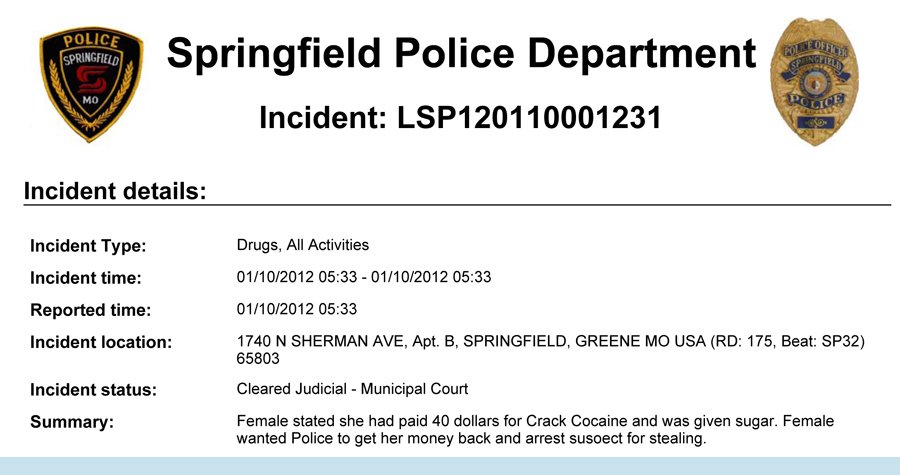 POLICE
SPRINGFIELD
MO
Springfield Police Department
Incident: LSP120110001231
POLICE OFFICER
SPRINGFIELD
POLICE
Incident details:
Incident Type: Drugs, All Activities
Incident time: 01/10/2012 05:33 - 01/10/2012 05:33
Reported time: 01/10/2012 05:33
Incident location: 1740 N SHERMAN AVE, Apt. B, SPRINGFIELD, GREENE MO USA (RD: 175, Beat: SP32)
65803
Incident status: Cleared Judicial - Municipal Court
Summary: Female stated she had paid 40 dollars for Crack Cocaine and was given sugar. Female
wanted Police to get her money back and arrest susoect for stealing.